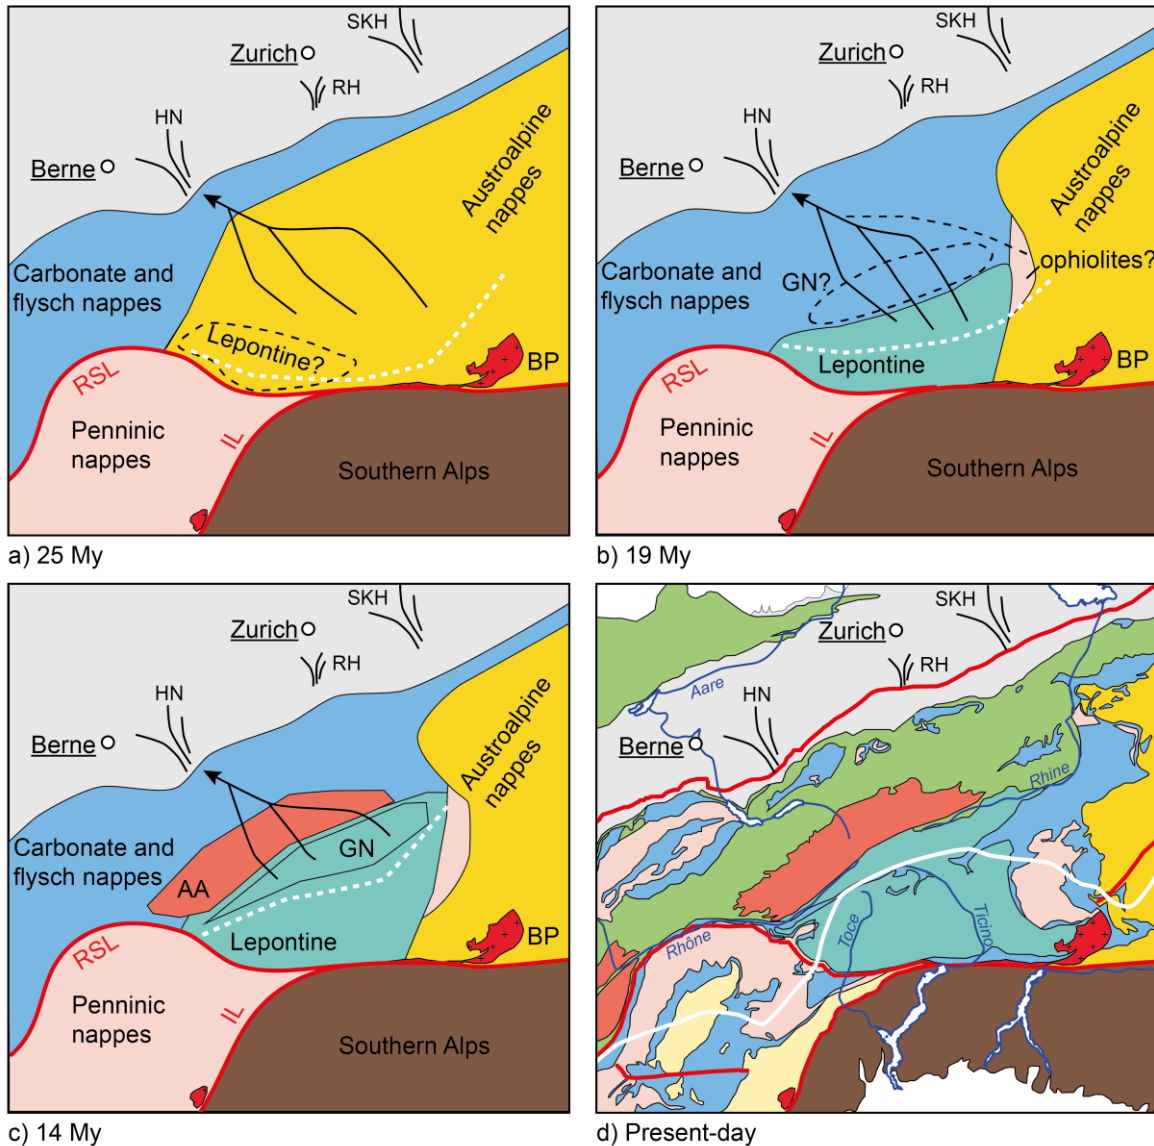 SKH
Zurich
RH
HN
Berne
Austroalpine
nappes
Carbonate and
flysch nappes
Lepontine?
RSL
BP
Penninic
nappes
IL
Southern Alps
a) 25 My
SKH
Zurich
RH
HN
Berne
Austroalpine
nappes
ophiolites?
Carbonate and
flysch nappes
GN?
Lepontine
RSL
BP
Penninic
nappes
IL
Southern Alps
b) 19 My
SKH
Zurich
RH
HN
Berne
Austroalpine
nappes
Carbonate and
flysch nappes
GN
AA
Lepontine
RSL
BP
Penninic
nappes
IL
Southern Alps
c) 14 My
SKH
Zurich
RH
Aare
HN
Berne
Rhine
Rhône
Toce
Ticino
d) Present-day